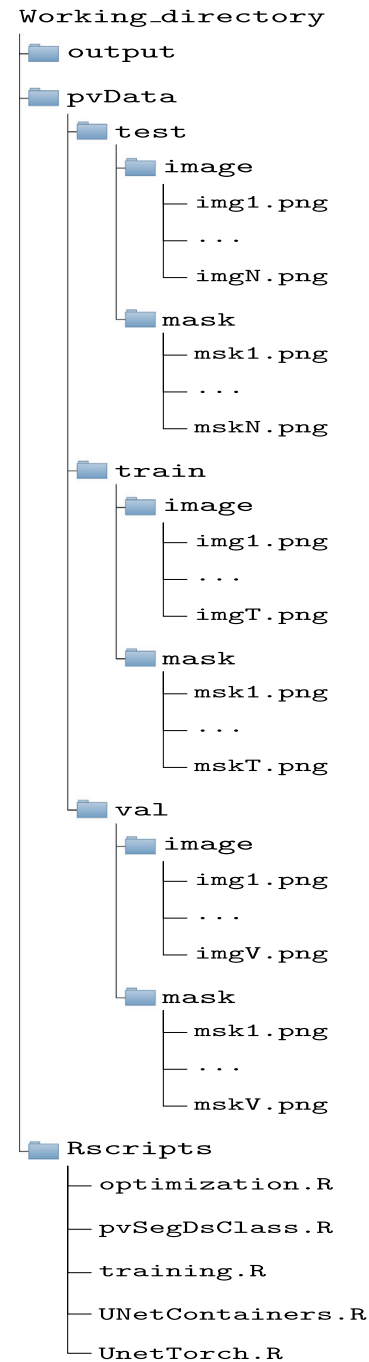 Working_directory
output
pvData
test
image
img1.png
...
imgN.png
mask
msk1.png
...
mskN.png
train
image
img1.png
...
imgT.png
mask
msk1.png
...
mskT.png
val
image
img1.png
...
imgV.png
mask
msk1.png
...
mskV.png
Rscripts
optimization.R
pvSegDsClass.R
training.R
UNetContainers.R
UnetTorch.R